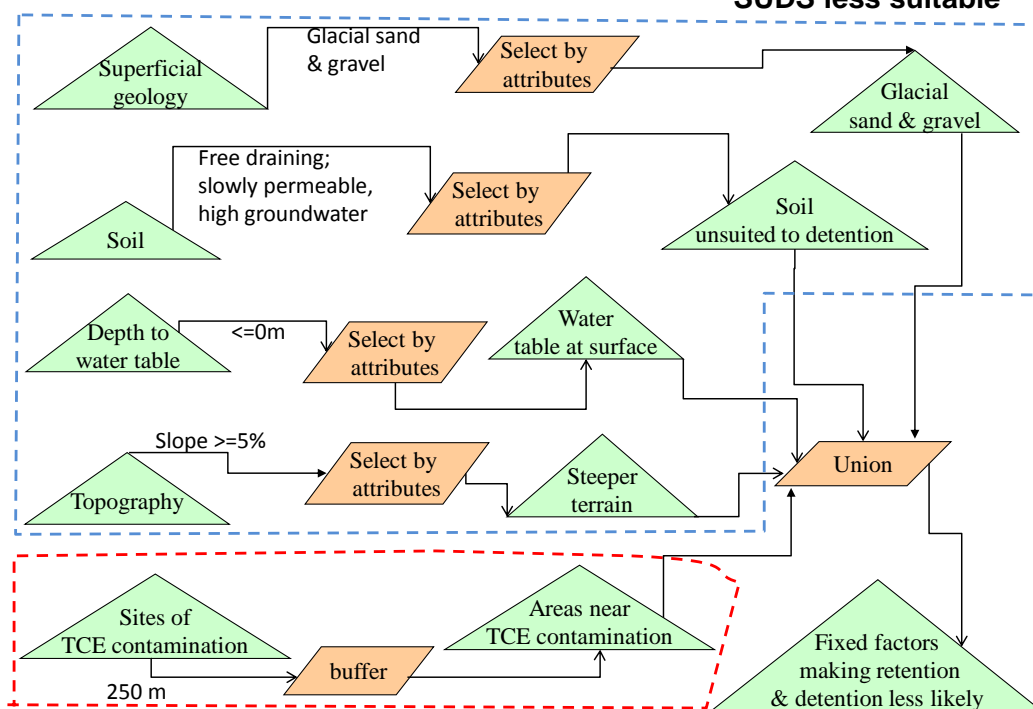 SUDS less suitable
Glacial sand
& gravel
Superficial
geology
Select by
attributes
Glacial
sand & gravel
Free draining;
slowly permeable,
high groundwater
Soil
Select by
attributes
Soil
unsuited to detention
Depth to
water table
<=0m
Select by
attributes
Water
table at surface
Slope >=5%
Topography
Select by
attributes
Steeper
terrain
Union
Sites of
TCE contamination
250 m
buffer
Areas near
TCE contamination
Fixed factors
making retention
& detention less likely